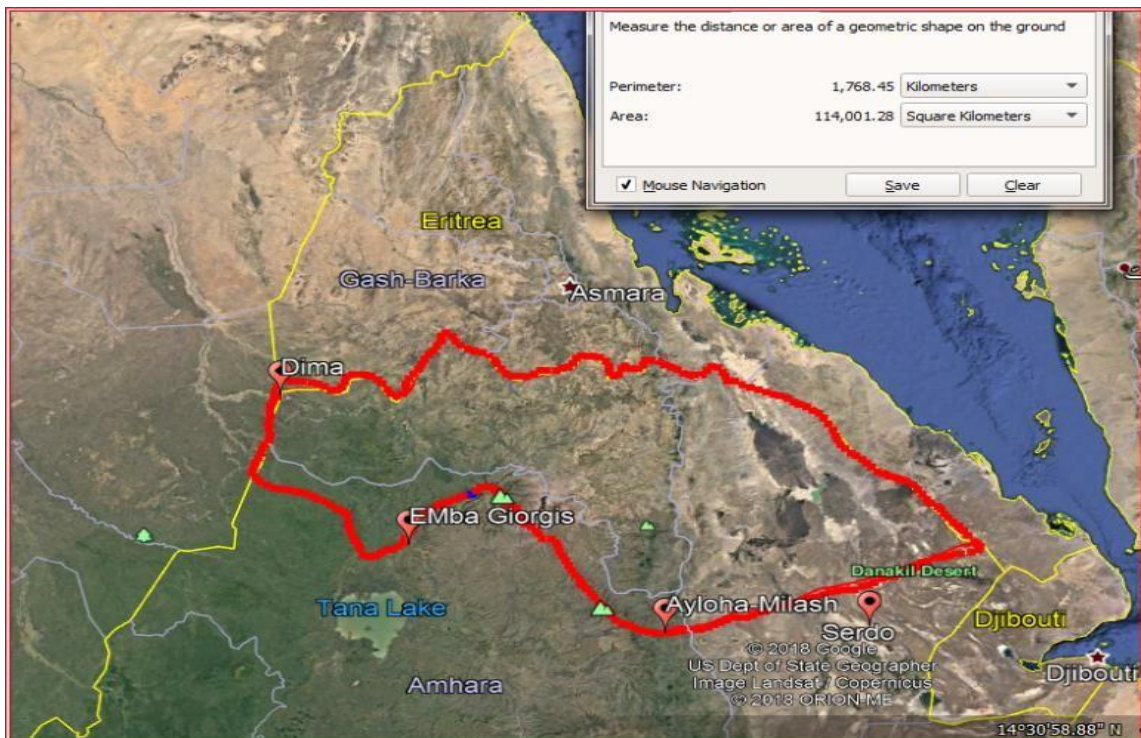 Measure the distance or area of a geometric shape on the ground
Perimeter: 1,768.45 Kilometers
Area: 114,001.28 Square Kilometers
Mouse Navigation Save Clear
Eritrea
Gash-Barka
Asmara
Dima
EMba Giorgis
Danakil Desert
Ayloha-Milash
Tana Lake
Serdo
Djibouti
© 2018 Google
US Dept of State Geographer
Djibouti
Image Landsat / Copernicus
Amhara
© 2018 ORION-ME
14°30'58.88" N